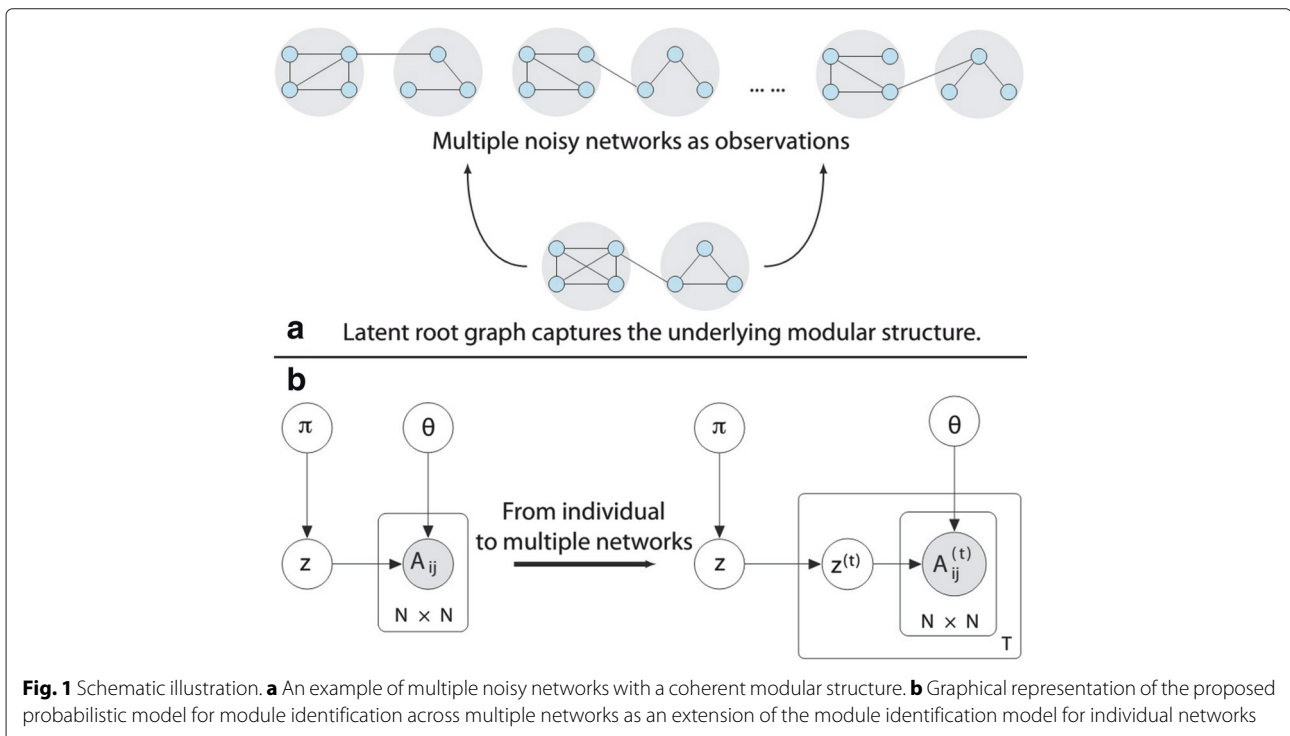 ... ...
Multiple noisy networks as observations
a Latent root graph captures the underlying modular structure.
b
π θ π θ
From individual
to multiple networks
z A ij z z(t) A(t) ij
N × N N × N
T
Fig. 1 Schematic illustration. a An example of multiple noisy networks with a coherent modular structure. b Graphical representation of the proposed
probabilistic model for module identification across multiple networks as an extension of the module identification model for individual networks